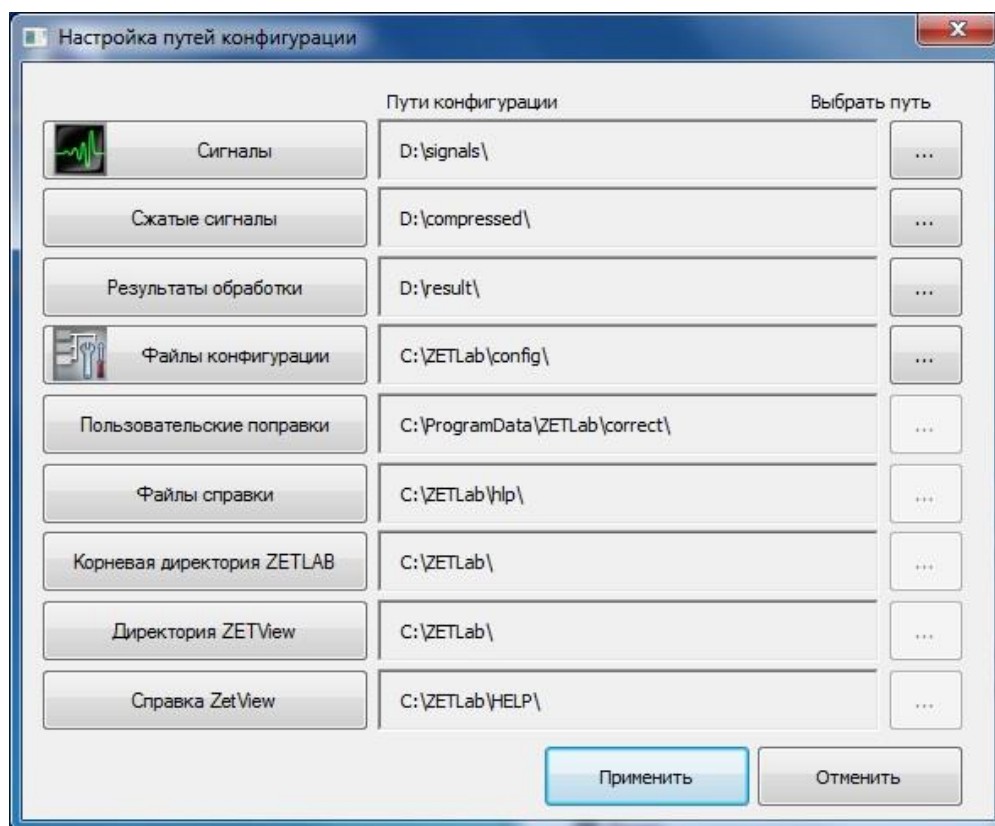 Настройка путей конфигурации
Пути конфигурации Выбрать путь
Сигналы D:\signals\ ...
Сжатые сигналы D:\compressed\ ...
Результаты обработки D:\result\ ...
Файлы конфигурации C:\ZETLab\config\ ...
Пользовательские поправки C:\ProgramData\ZETLab\correct\ ...
Файлы справки C:\ZETLab\hlp\ ...
Корневая директория ZETLAB C:\ZETLab\ ...
Директория ZETView C:\ZETLab\ ...
Справка ZetView C:\ZETLab\HELP\ ...
Применить Отменить